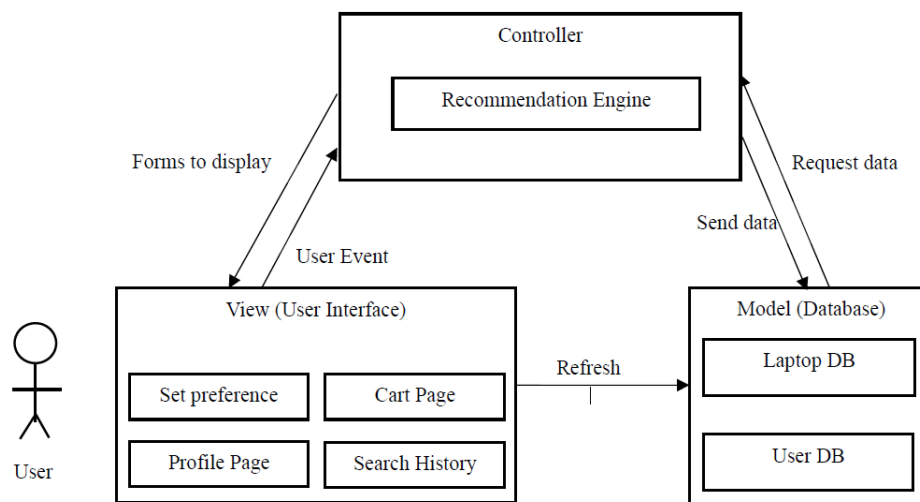 Controller
Recommendation Engine
Forms to display
Request data
Send data
User Event
View (User Interface)
Model (Database)
Laptop DB
Refresh
Set preference
Cart Page
Profile Page
Search History
User DB
User